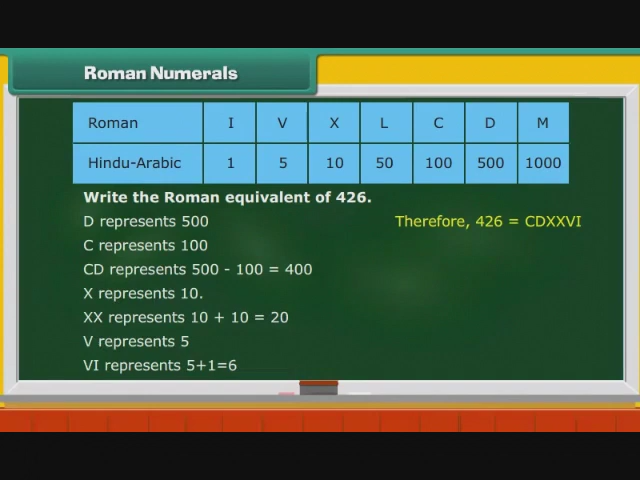 Roman Numerals
Roman I V X L C D M
Hindu-Arabic 1 5 10 50 100 500 1000
Write the Roman equivalent of 426.
D represents 500
Therefore, 426 = CDXXVI
C represents 100
CD represents 500 - 100 = 400
X represents 10.
XX represents 10 + 10 = 20
V represents 5
VI represents 5+1=6